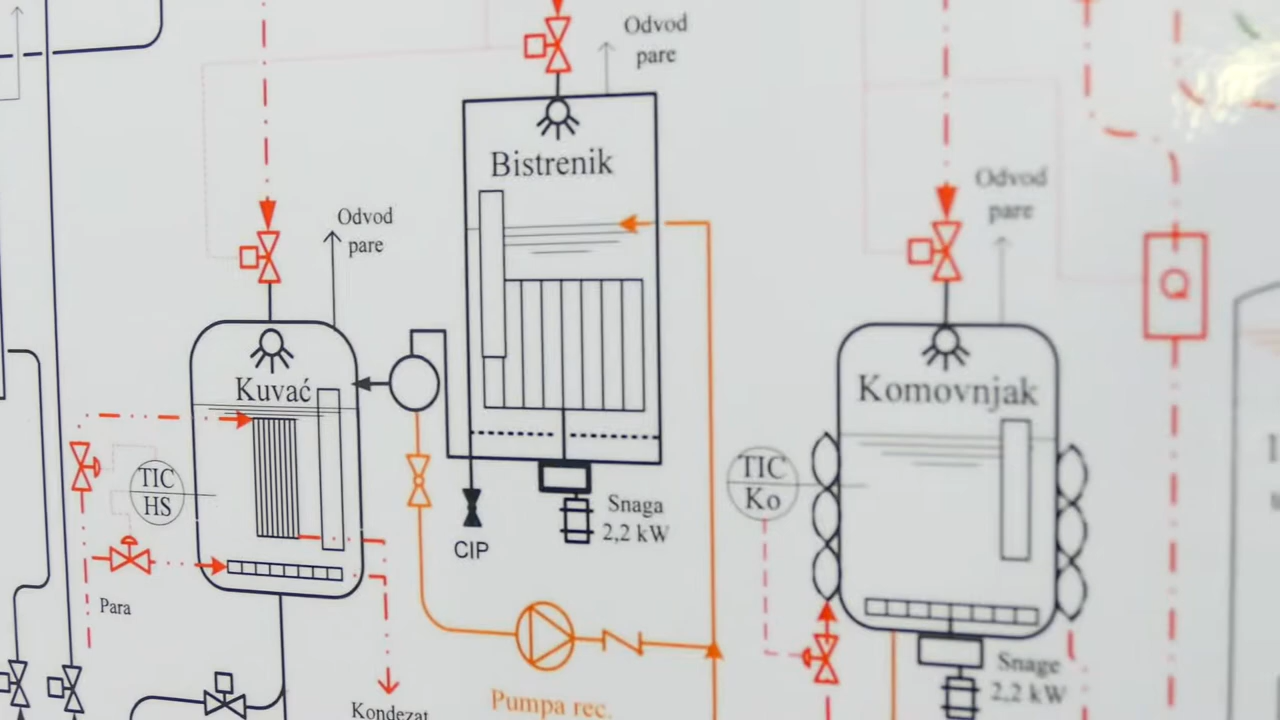 Odvod
pare
Bistrenik
Odvod
pare
Odvod
pare
Q
Kuvać
Komovnjak
TIC
HS
TIC
Ko
Snaga
2,2 kW
CIP
Para
Snage
2,2 kW
Pumpa rec.
Kondezat